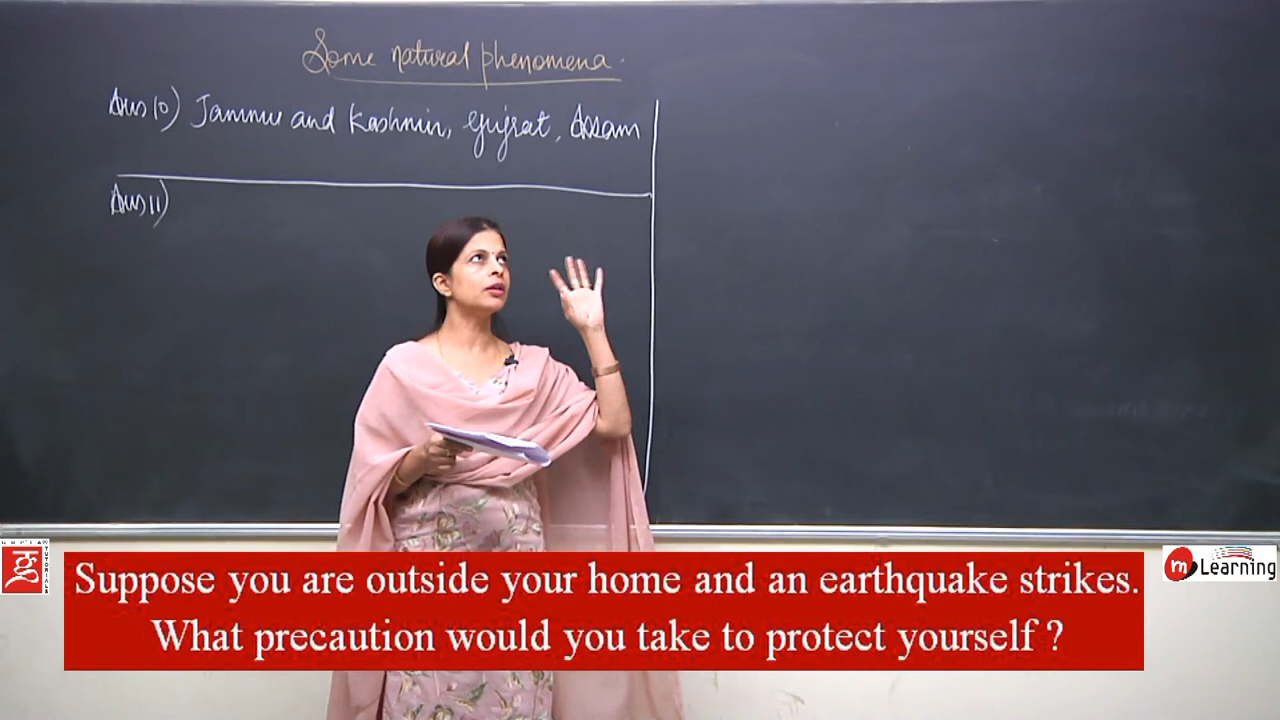 Some natural phenomena.
Ans 10) Jammu and Kashmir, Gujrat, Assam
Ans 11)
Suppose you are outside your home and an earthquake strikes.
What precaution would you take to protect yourself ?
m Learning
TUTORIALS